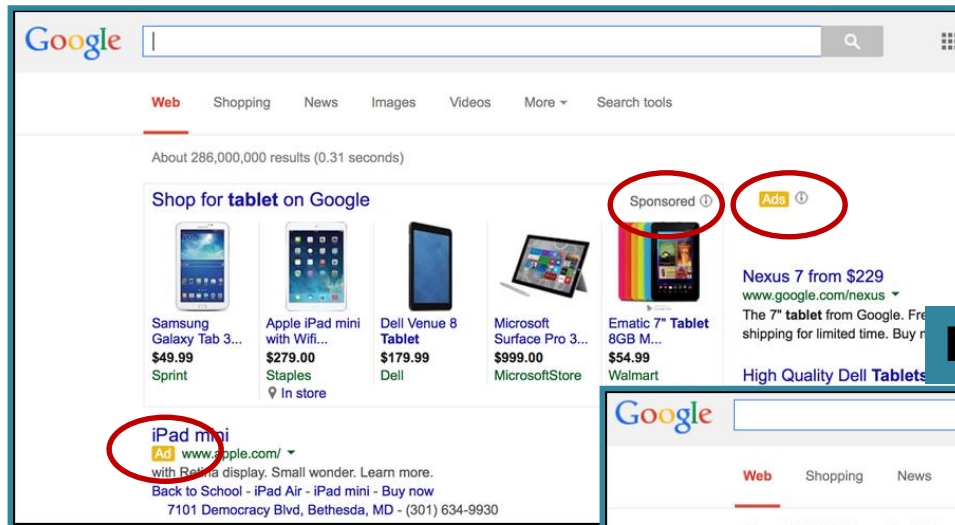 Google
Web Shopping News Images Videos More Search tools
About 286,000,000 results (0.31 seconds)
Shop for tablet on Google
Sponsored
Samsung
Galaxy Tab 3...
$49.99
Sprint
Apple iPad mini
with Wifi...
$279.00
Staples
In store
Dell Venue 8
Tablet
$179.99
Dell
Microsoft
Surface Pro 3...
$999.00
MicrosoftStore
Ematic 7" Tablet
8GB M...
$54.99
Walmart
Ads
Nexus 7 from $229
www.google.com/nexus
The 7" tablet from Google.
shipping for limited time. Buy
High Quality Dell Tablets
iPad mini
Ad www.apple.com/
with Retina display. Small wonder. Learn more.
Back to School - iPad Air - iPad mini - Buy now
7101 Democracy Blvd, Bethesda, MD - (301) 634-9930
Google
Web Shopping News